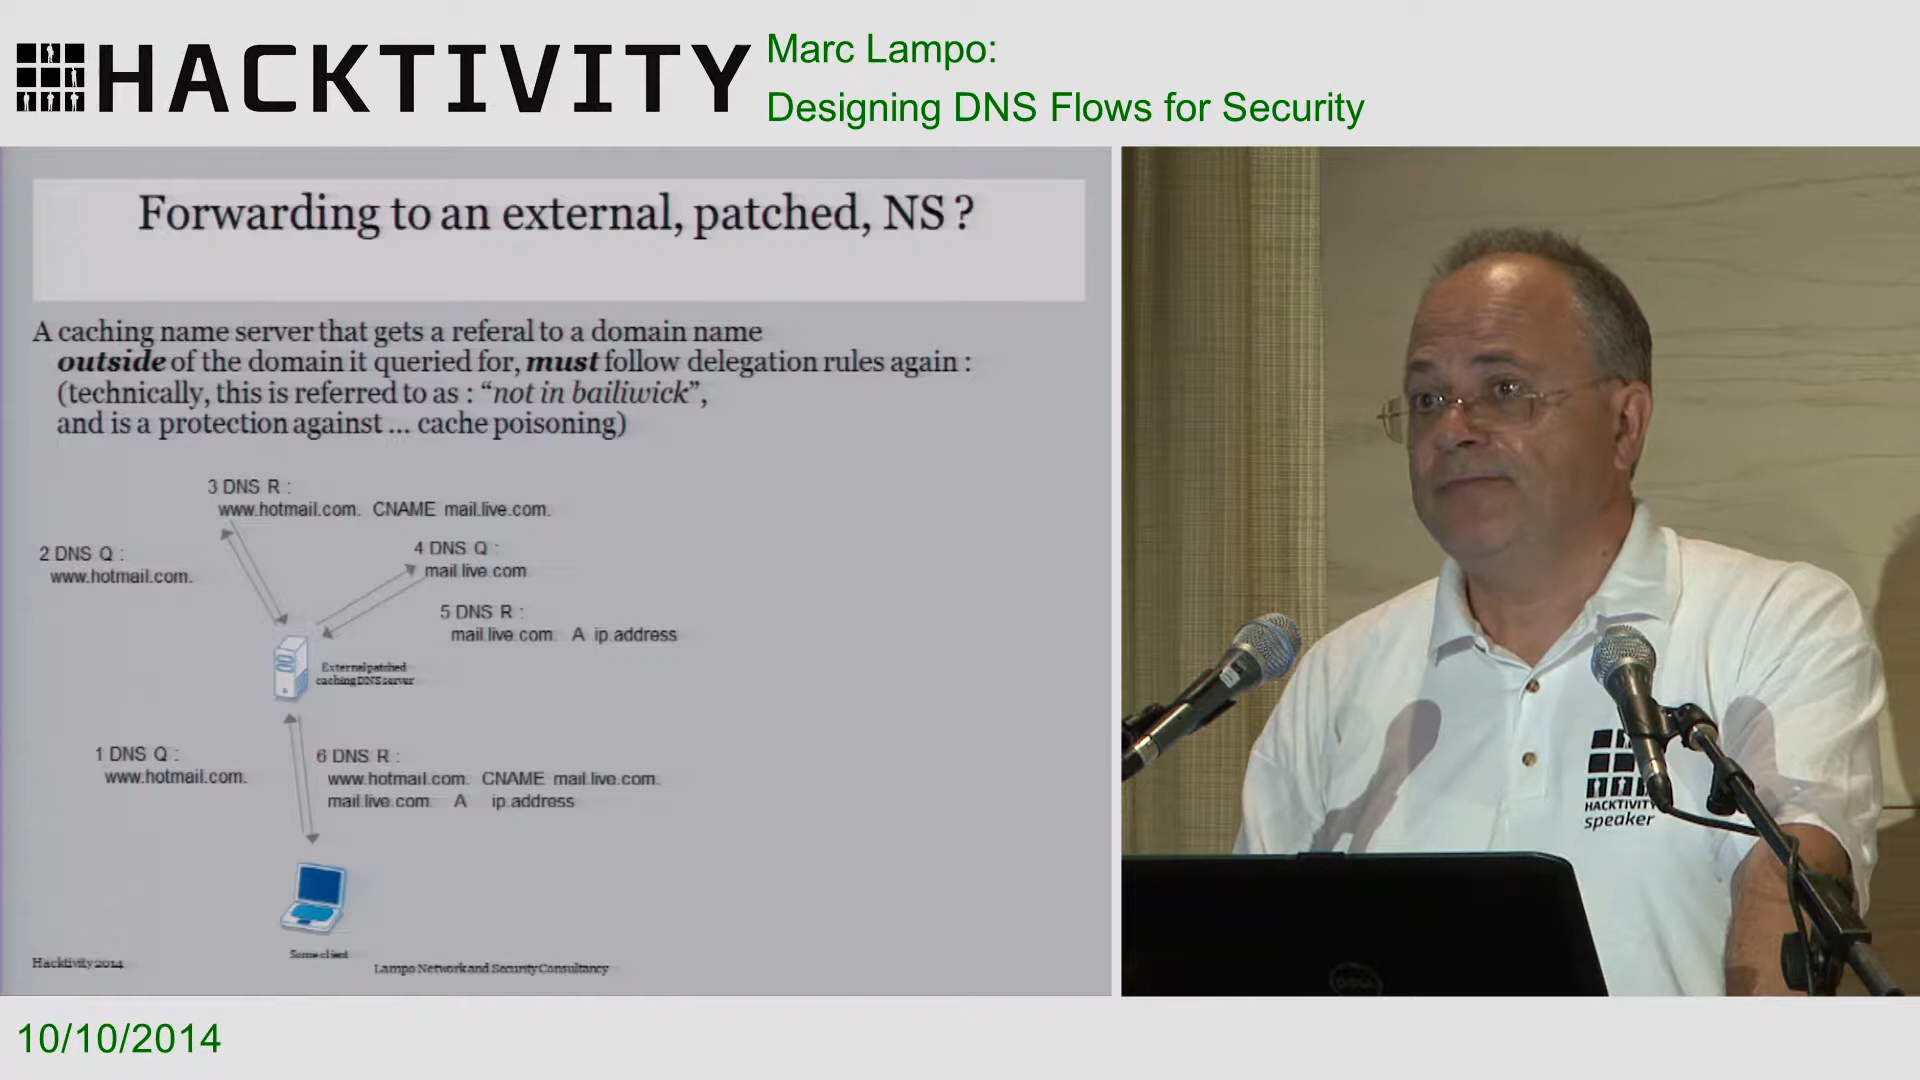 HACKTIVITY
Marc Lampo:
Designing DNS Flows for Security
Forwarding to an external, patched, NS ?
A caching name server that gets a referal to a domain name
outside of the domain it queried for, must follow delegation rules again :
(technically, this is referred to as : “not in bailiwick”,
and is a protection against ... cache poisoning)
3 DNS R :
www.hotmail.com. CNAME mail.live.com.
2 DNS Q :
www.hotmail.com.
4 DNS Q :
mail.live.com
5 DNS R :
mail.live.com. A ip.address
External patched
caching DNS server
1 DNS Q :
www.hotmail.com.
6 DNS R :
www.hotmail.com. CNAME mail.live.com.
mail.live.com. A ip.address
Some client
Hacktivity 2014
Lampo Network and Security Consultancy
HACKTIVITY
speaker
DELL
10/10/2014